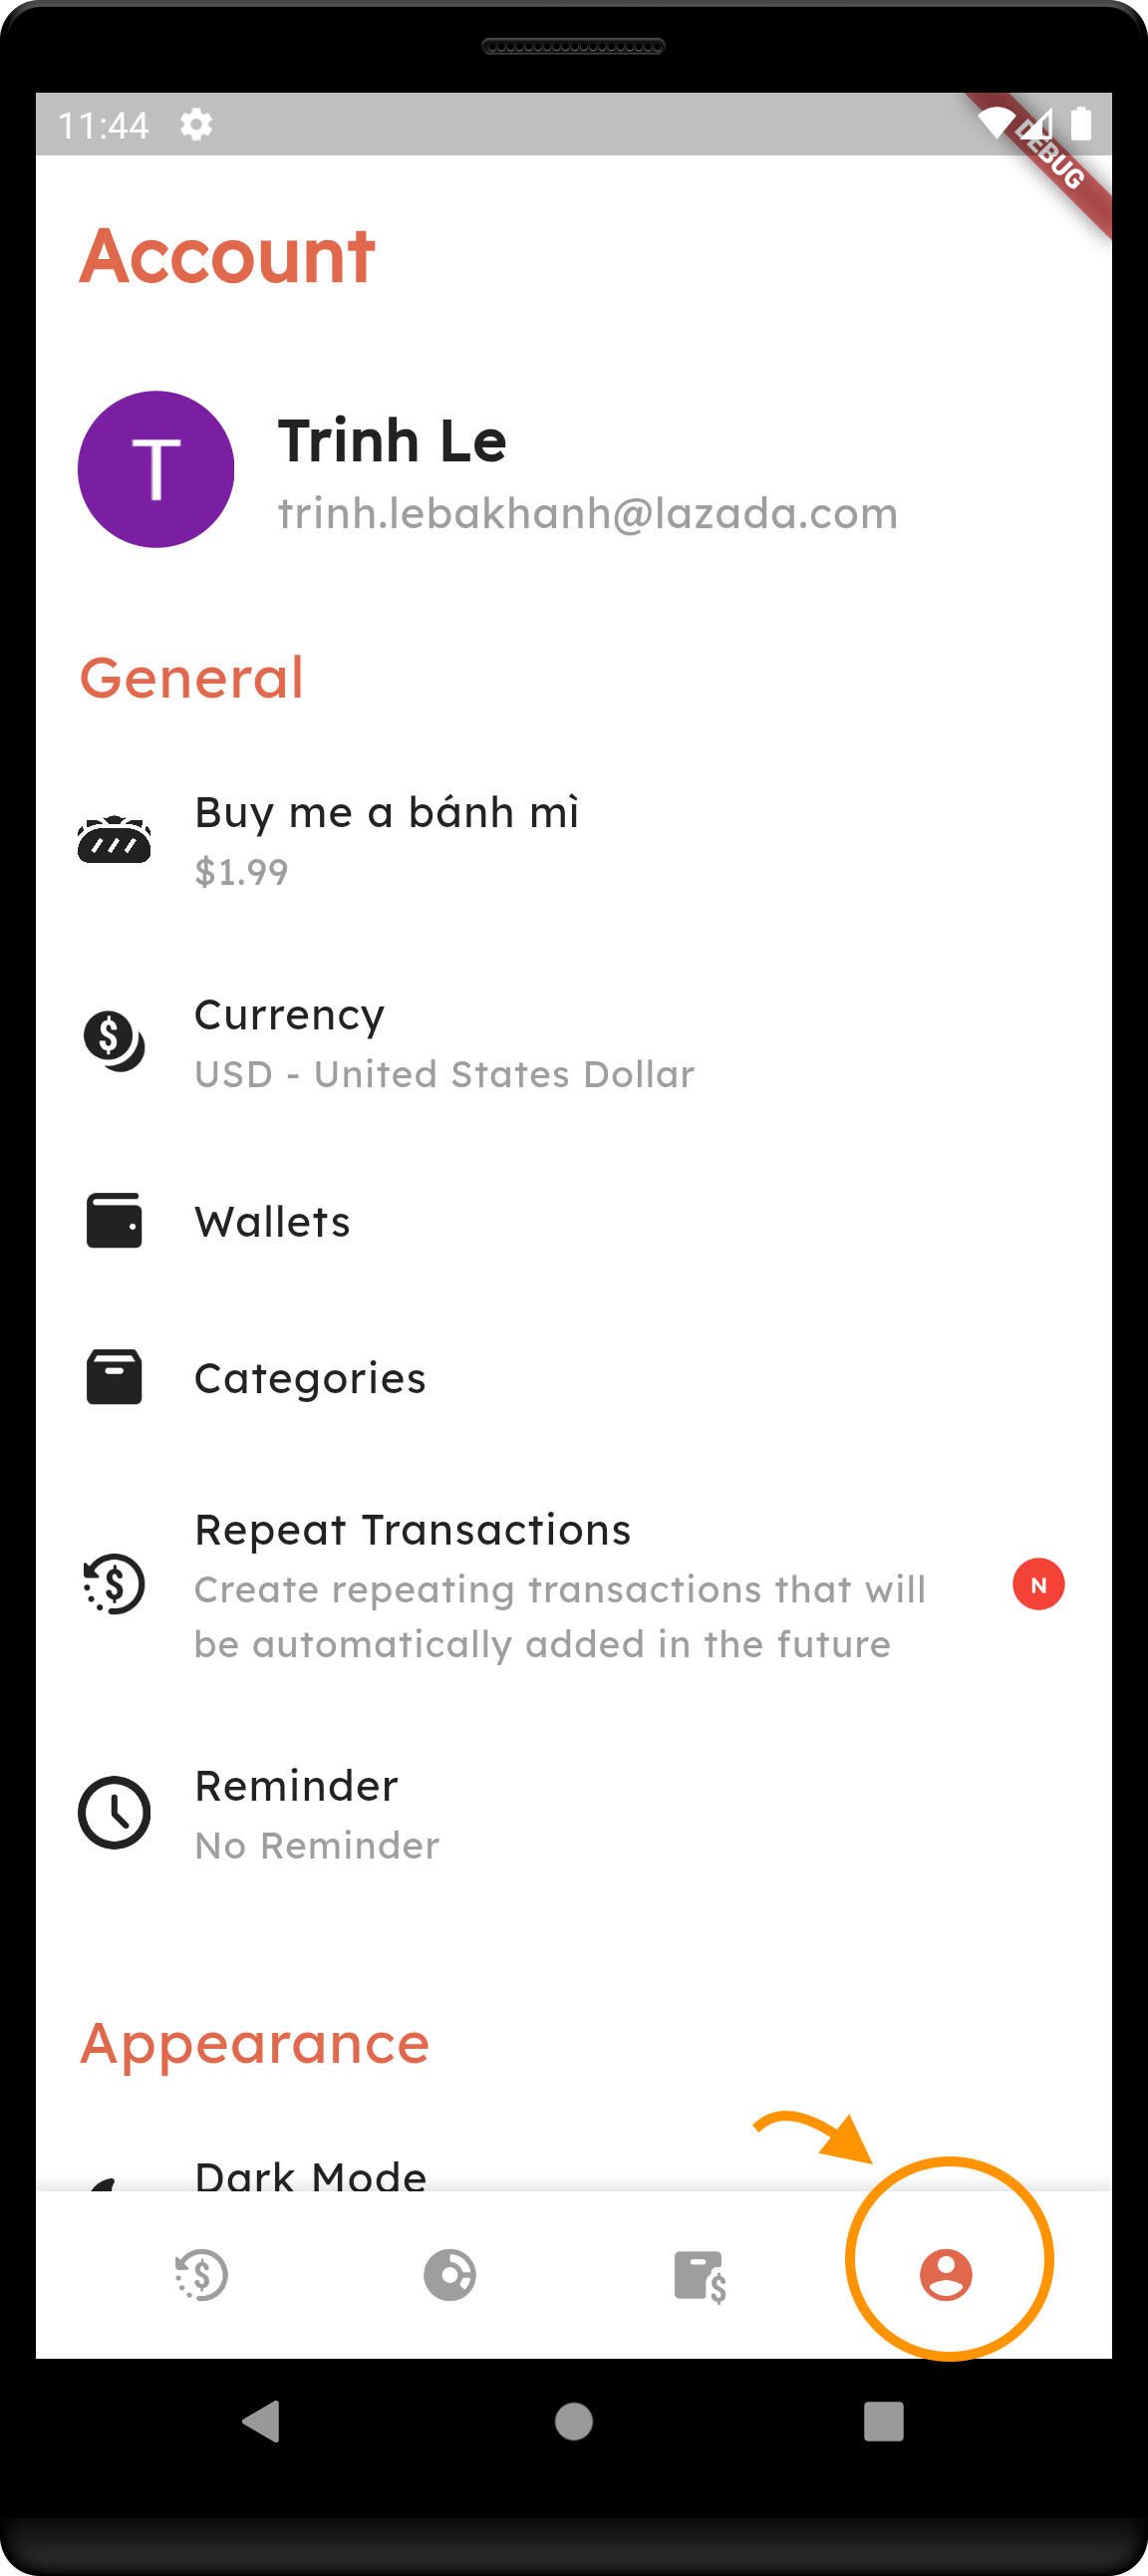 11:44
DEBUG
Account
T
Trinh Le
trinh.lebakhanh@lazada.com
General
Buy me a bánh mì
$1.99
Currency
USD - United States Dollar
Wallets
Categories
Repeat Transactions
Create repeating transactions that will
be automatically added in the future
N
Reminder
No Reminder
Appearance
Dark Mode